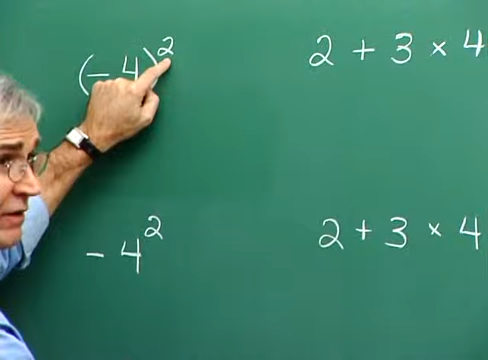 (-4)² 2 + 3 × 4
-4² 2 + 3 × 4